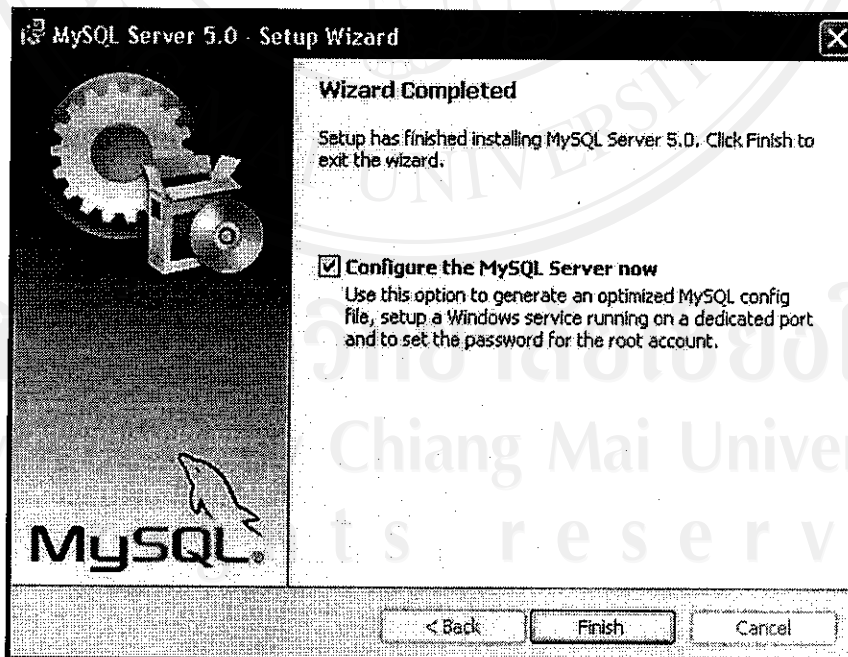 MySQL Server 5.0 - Setup Wizard
Wizard Completed
Setup has finished installing MySQL Server 5.0. Click Finish to
exit the wizard.
Configure the MySQL Server now
Use this option to generate an optimized MySQL config
file, setup a Windows service running on a dedicated port
and to set the password for the root account.
Chiang Mai Univer
MySQL®
r e s e r v
< Back
Finish
Cancel